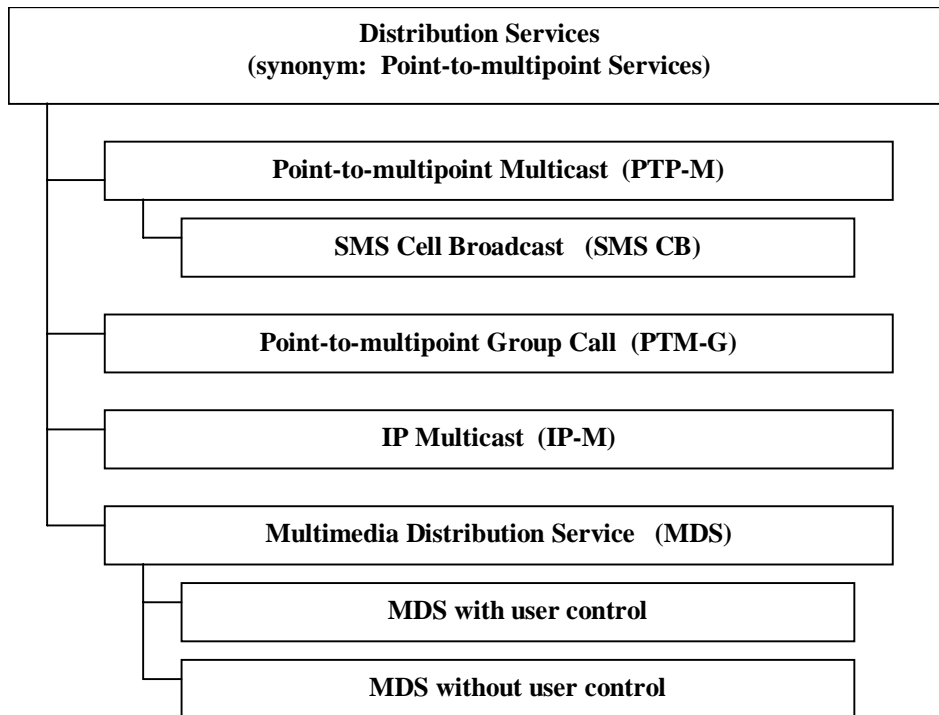 Distribution Services
(synonym: Point-to-multipoint Services)
Point-to-multipoint Multicast (PTP-M)
SMS Cell Broadcast (SMS CB)
Point-to-multipoint Group Call (PTM-G)
IP Multicast (IP-M)
Multimedia Distribution Service (MDS)
MDS with user control
MDS without user control